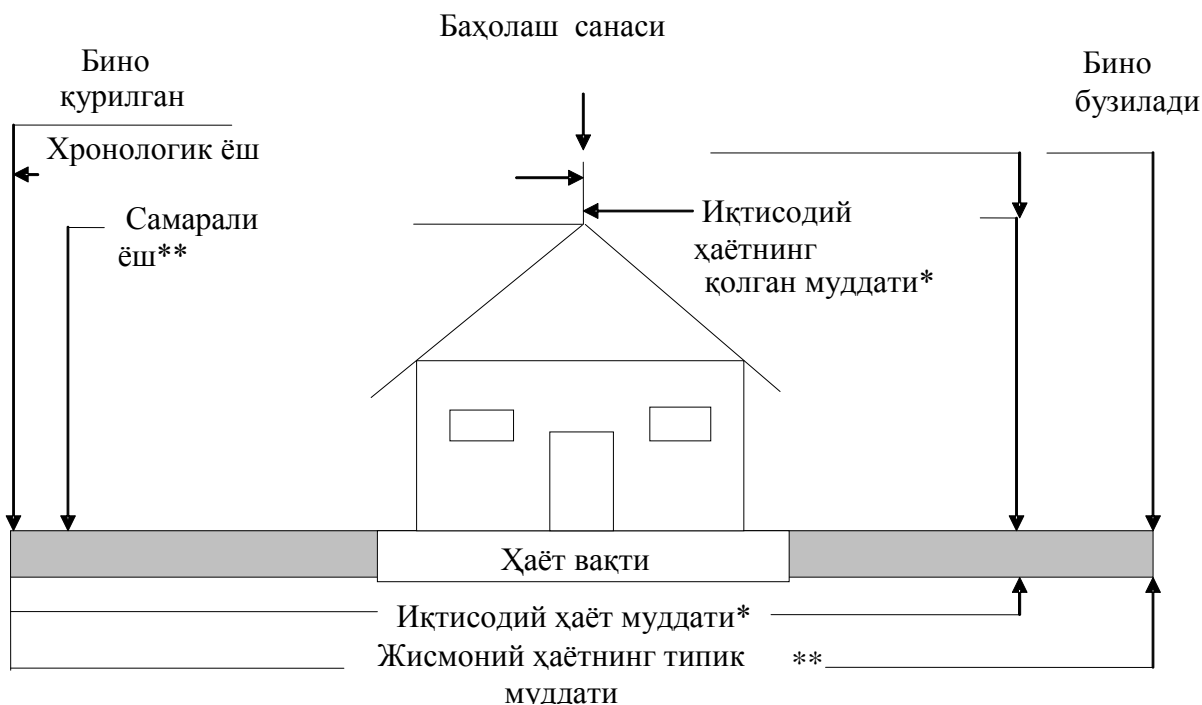 Баҳолаш санаси
Бино
қурилган
Бино
бузилади
Хронологик ёш
Самарали
ёш**
Иқтисодий
ҳаётнинг
қолган муддати*
Ҳаёт вақти
Иқтисодий ҳаёт муддати*
Жисмоний ҳаётнинг типик **
муддати